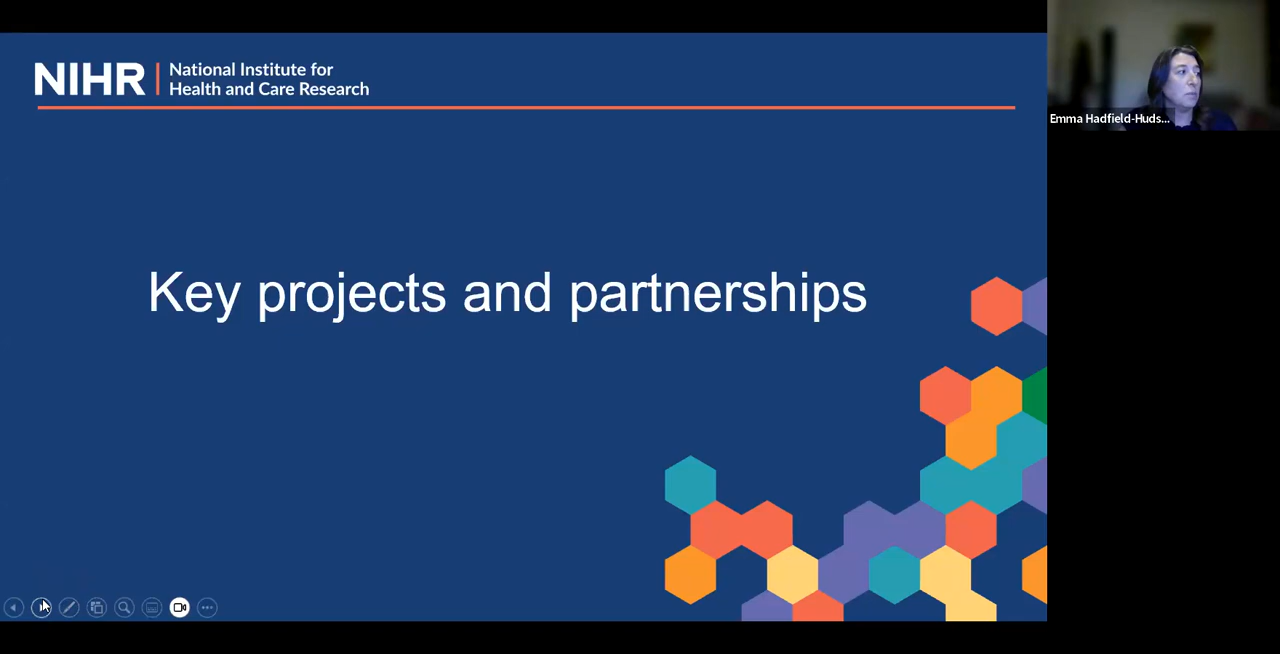 NIHR | National Institute for
Health and Care Research
Key projects and partnerships
Emma Hadfield-Huds...